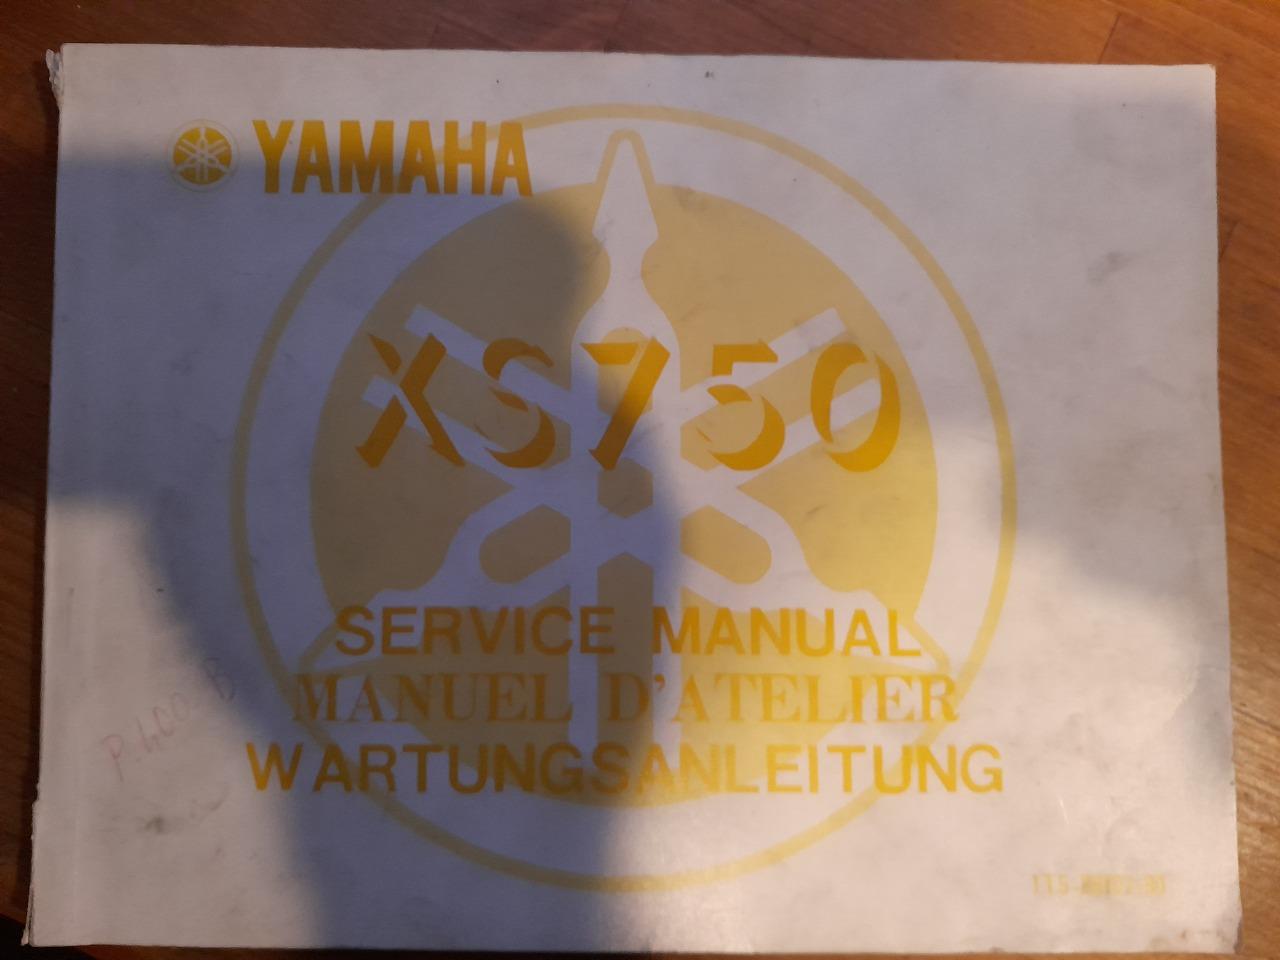 YAMAHA
XS750
SERVICE MANUAL
MANUEL D'ATELIER
WARTUNGSANLEITUNG